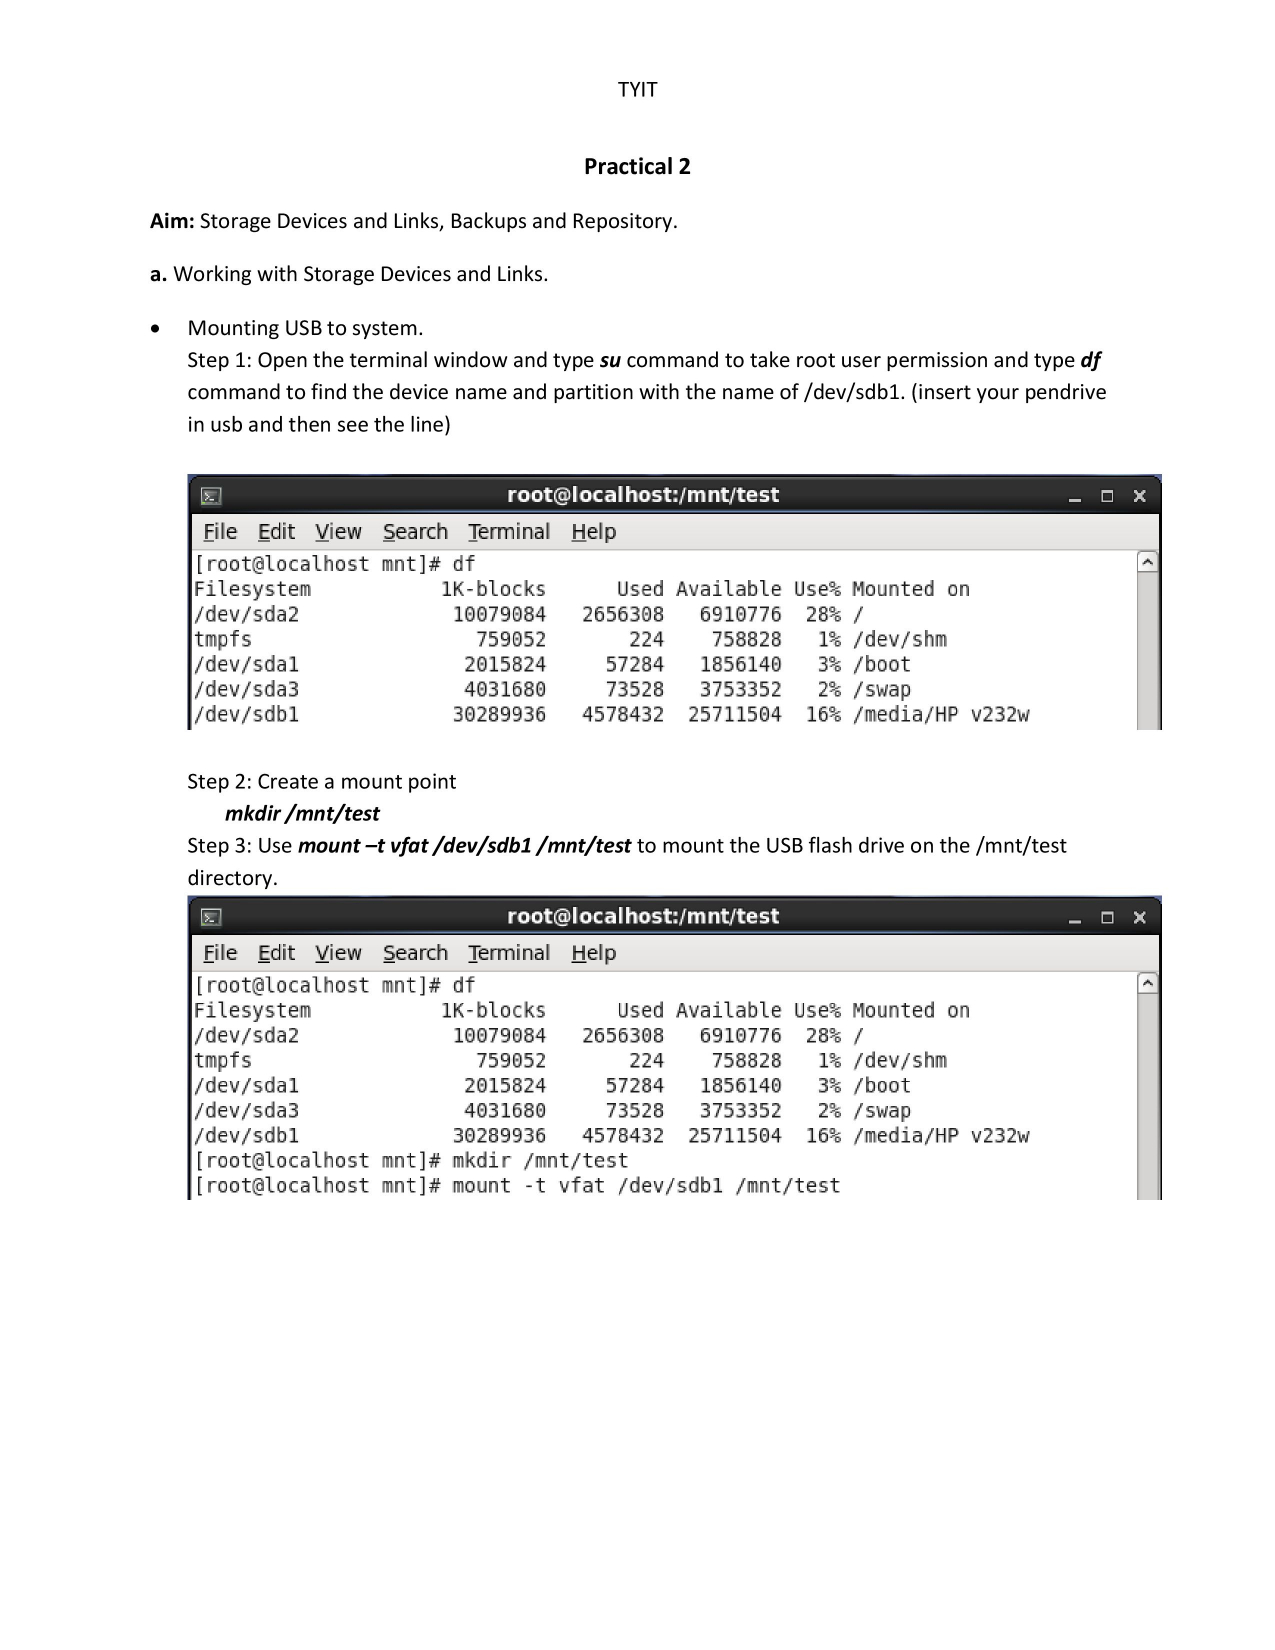 TYIT
Practical 2
Aim: Storage Devices and Links, Backups and Repository.
a. Working with Storage Devices and Links.
• Mounting USB to system.
Step 1: Open the terminal window and type su command to take root user permission and type df
command to find the device name and partition with the name of /dev/sdb1. (insert your pendrive
in usb and then see the line)
root@localhost:/mnt/test
File Edit View Search Terminal Help
[root@localhost mnt]# df
Filesystem 1K-blocks Used Available Use% Mounted on
/dev/sda2 10079084 2656308 6910776 28% /
tmpfs 759052 224 758828 1% /dev/shm
/dev/sda1 2015824 57284 1856140 3% /boot
/dev/sda3 4031680 73528 3753352 2% /swap
/dev/sdb1 30289936 4578432 25711504 16% /media/HP v232w
Step 2: Create a mount point
mkdir /mnt/test
Step 3: Use mount –t vfat /dev/sdb1 /mnt/test to mount the USB flash drive on the /mnt/test
directory.
root@localhost:/mnt/test
File Edit View Search Terminal Help
[root@localhost mnt]# df
Filesystem 1K-blocks Used Available Use% Mounted on
/dev/sda2 10079084 2656308 6910776 28% /
tmpfs 759052 224 758828 1% /dev/shm
/dev/sda1 2015824 57284 1856140 3% /boot
/dev/sda3 4031680 73528 3753352 2% /swap
/dev/sdb1 30289936 4578432 25711504 16% /media/HP v232w
[root@localhost mnt]# mkdir /mnt/test
[root@localhost mnt]# mount -t vfat /dev/sdb1 /mnt/test